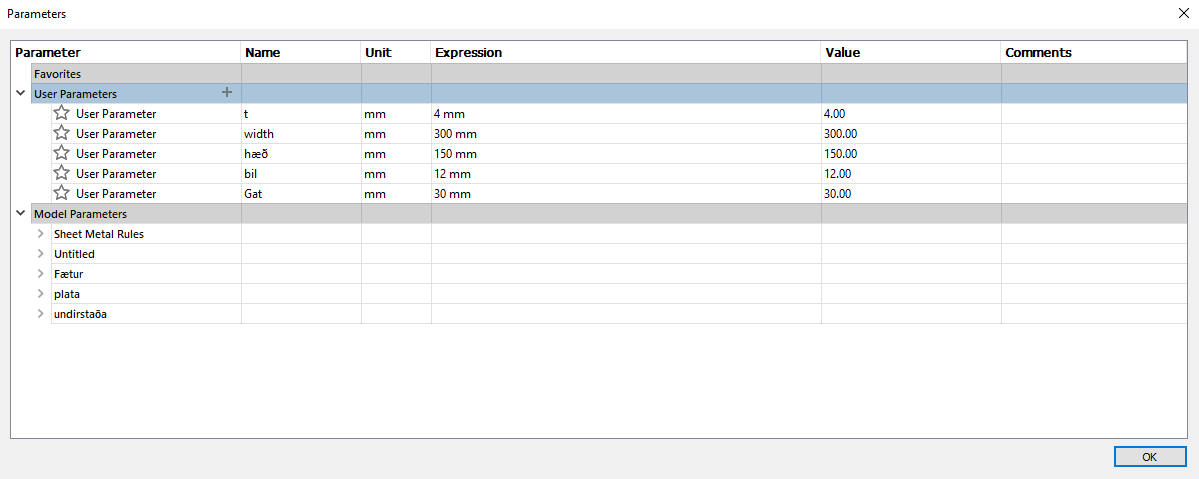 Parameters
Parameter Name Unit Expression Value Comments
Favorites
User Parameters +
User Parameter t mm 4 mm 4.00
User Parameter width mm 300 mm 300.00
User Parameter hæð mm 150 mm 150.00
User Parameter bil mm 12 mm 12.00
User Parameter Gat mm 30 mm 30.00
Model Parameters
Sheet Metal Rules
Untitled
Fætur
plata
undirstaða
OK